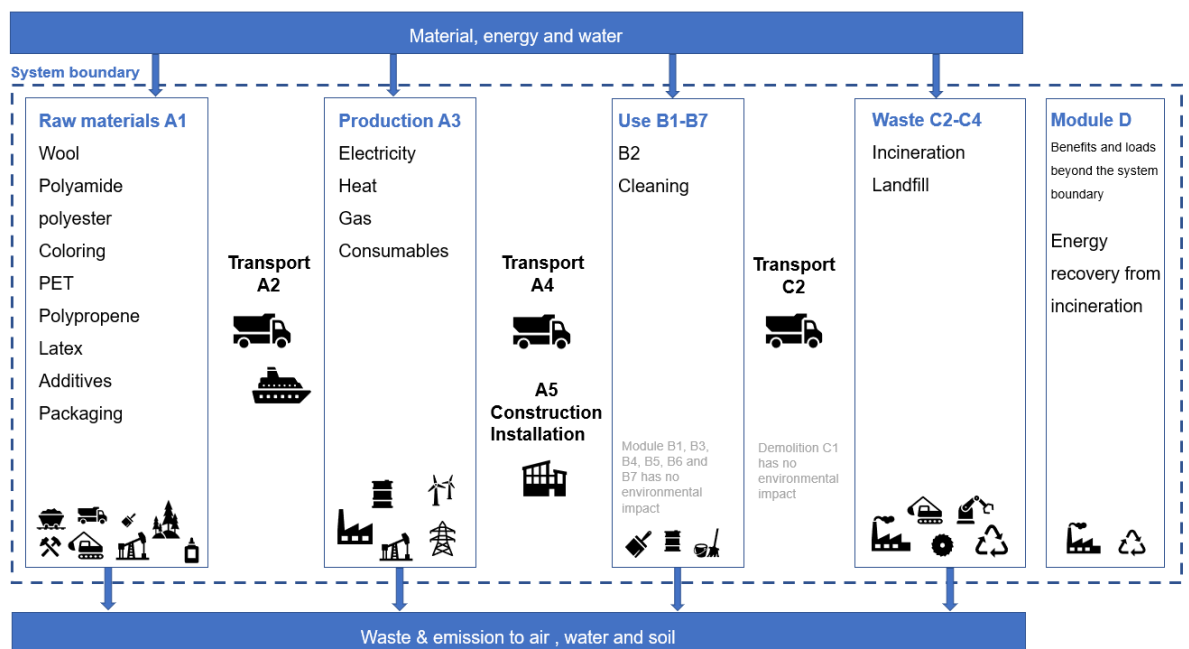 Material, energy and water
System boundary
Raw materials A1
Wool
Polyamide
polyester
Coloring
PET
Polypropene
Latex
Additives
Packaging
Transport
A2
Production A3
Electricity
Heat
Gas
Consumables
Transport
A4
A5
Construction
Installation
Use B1-B7
B2
Cleaning
Module B1, B3,
B4, B5, B6 and
B7 has no
environmental
impact
Transport
C2
Demolition C1
has no
environmental
impact
Waste C2-C4
Incineration
Landfill
Module D
Benefits and loads
beyond the system
boundary
Energy
recovery from
incineration
Waste & emission to air , water and soil